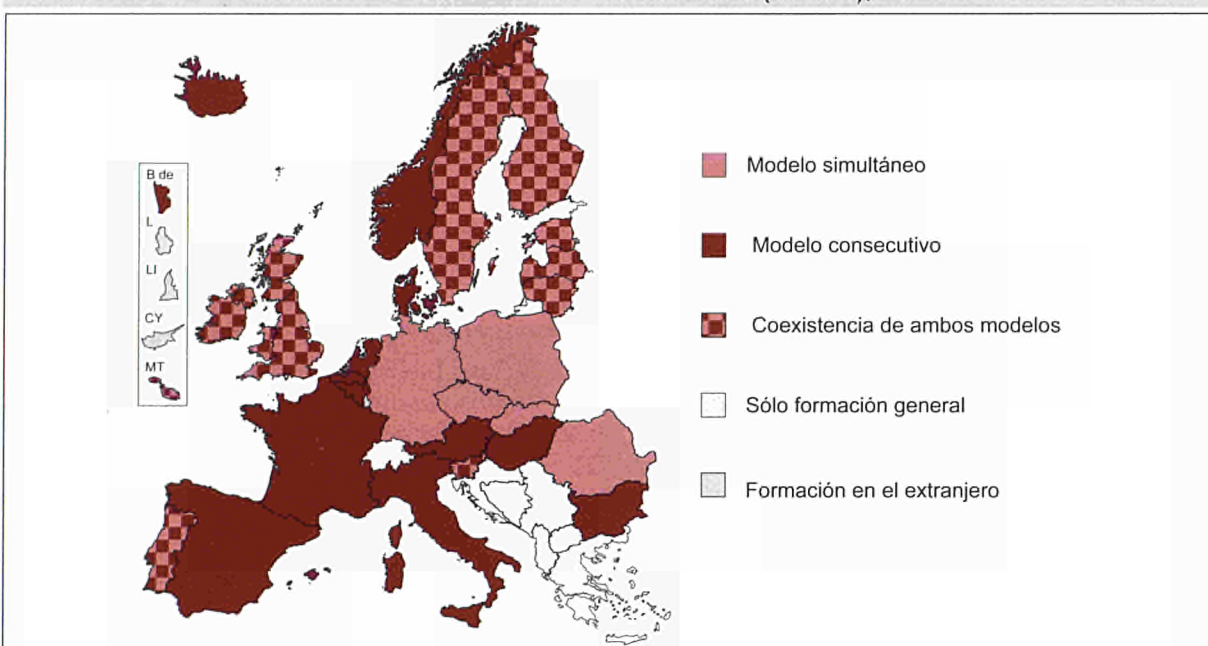 B de
L
LI
CY
MT
Modelo simultáneo
Modelo consecutivo
Coexistencia de ambos modelos
Sólo formación general
Formación en el extranjero